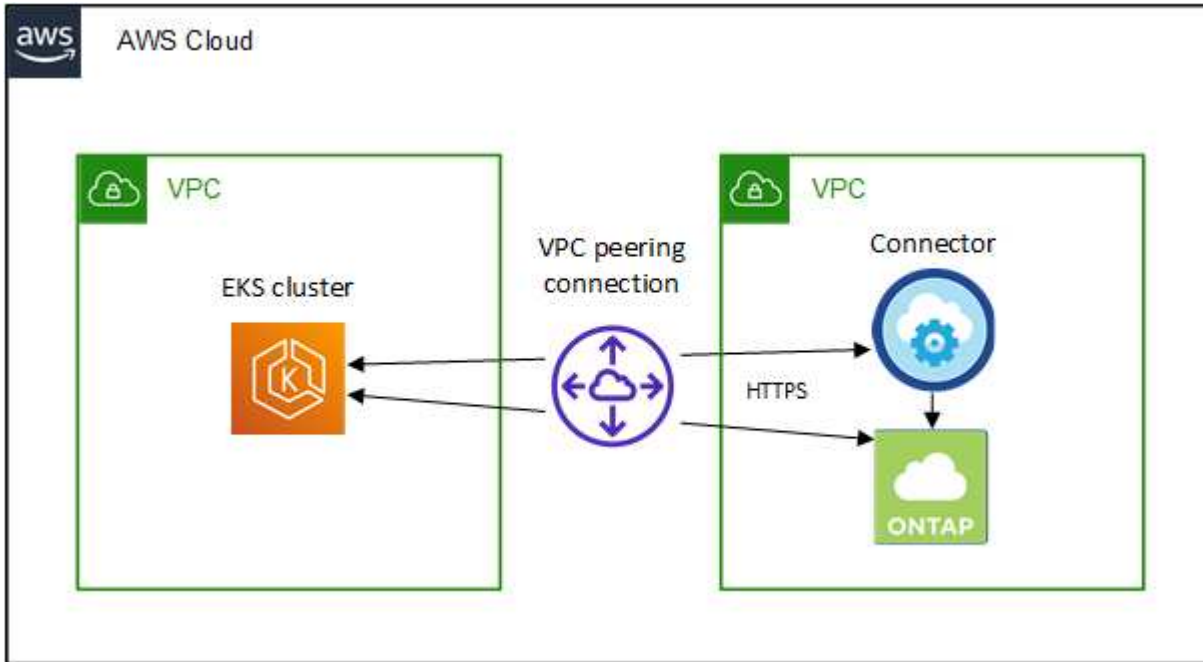 aws
AWS Cloud
VPC
EKS cluster
K
VPC peering
connection
VPC
Connector
HTTPS
ONTAP